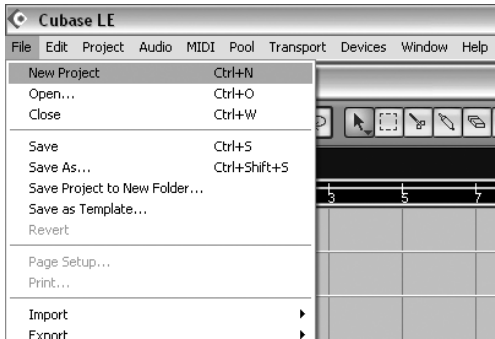 Cubase LE
File Edit Project Audio MIDI Pool Transport Devices Window Help
New Project Ctrl+N
Open... Ctrl+O
Close Ctrl+W
Save Ctrl+S
Save As... Ctrl+Shift+S
Save Project to New Folder...
Save as Template...
Revert
Page Setup...
Print...
Import
Export
3 5 7